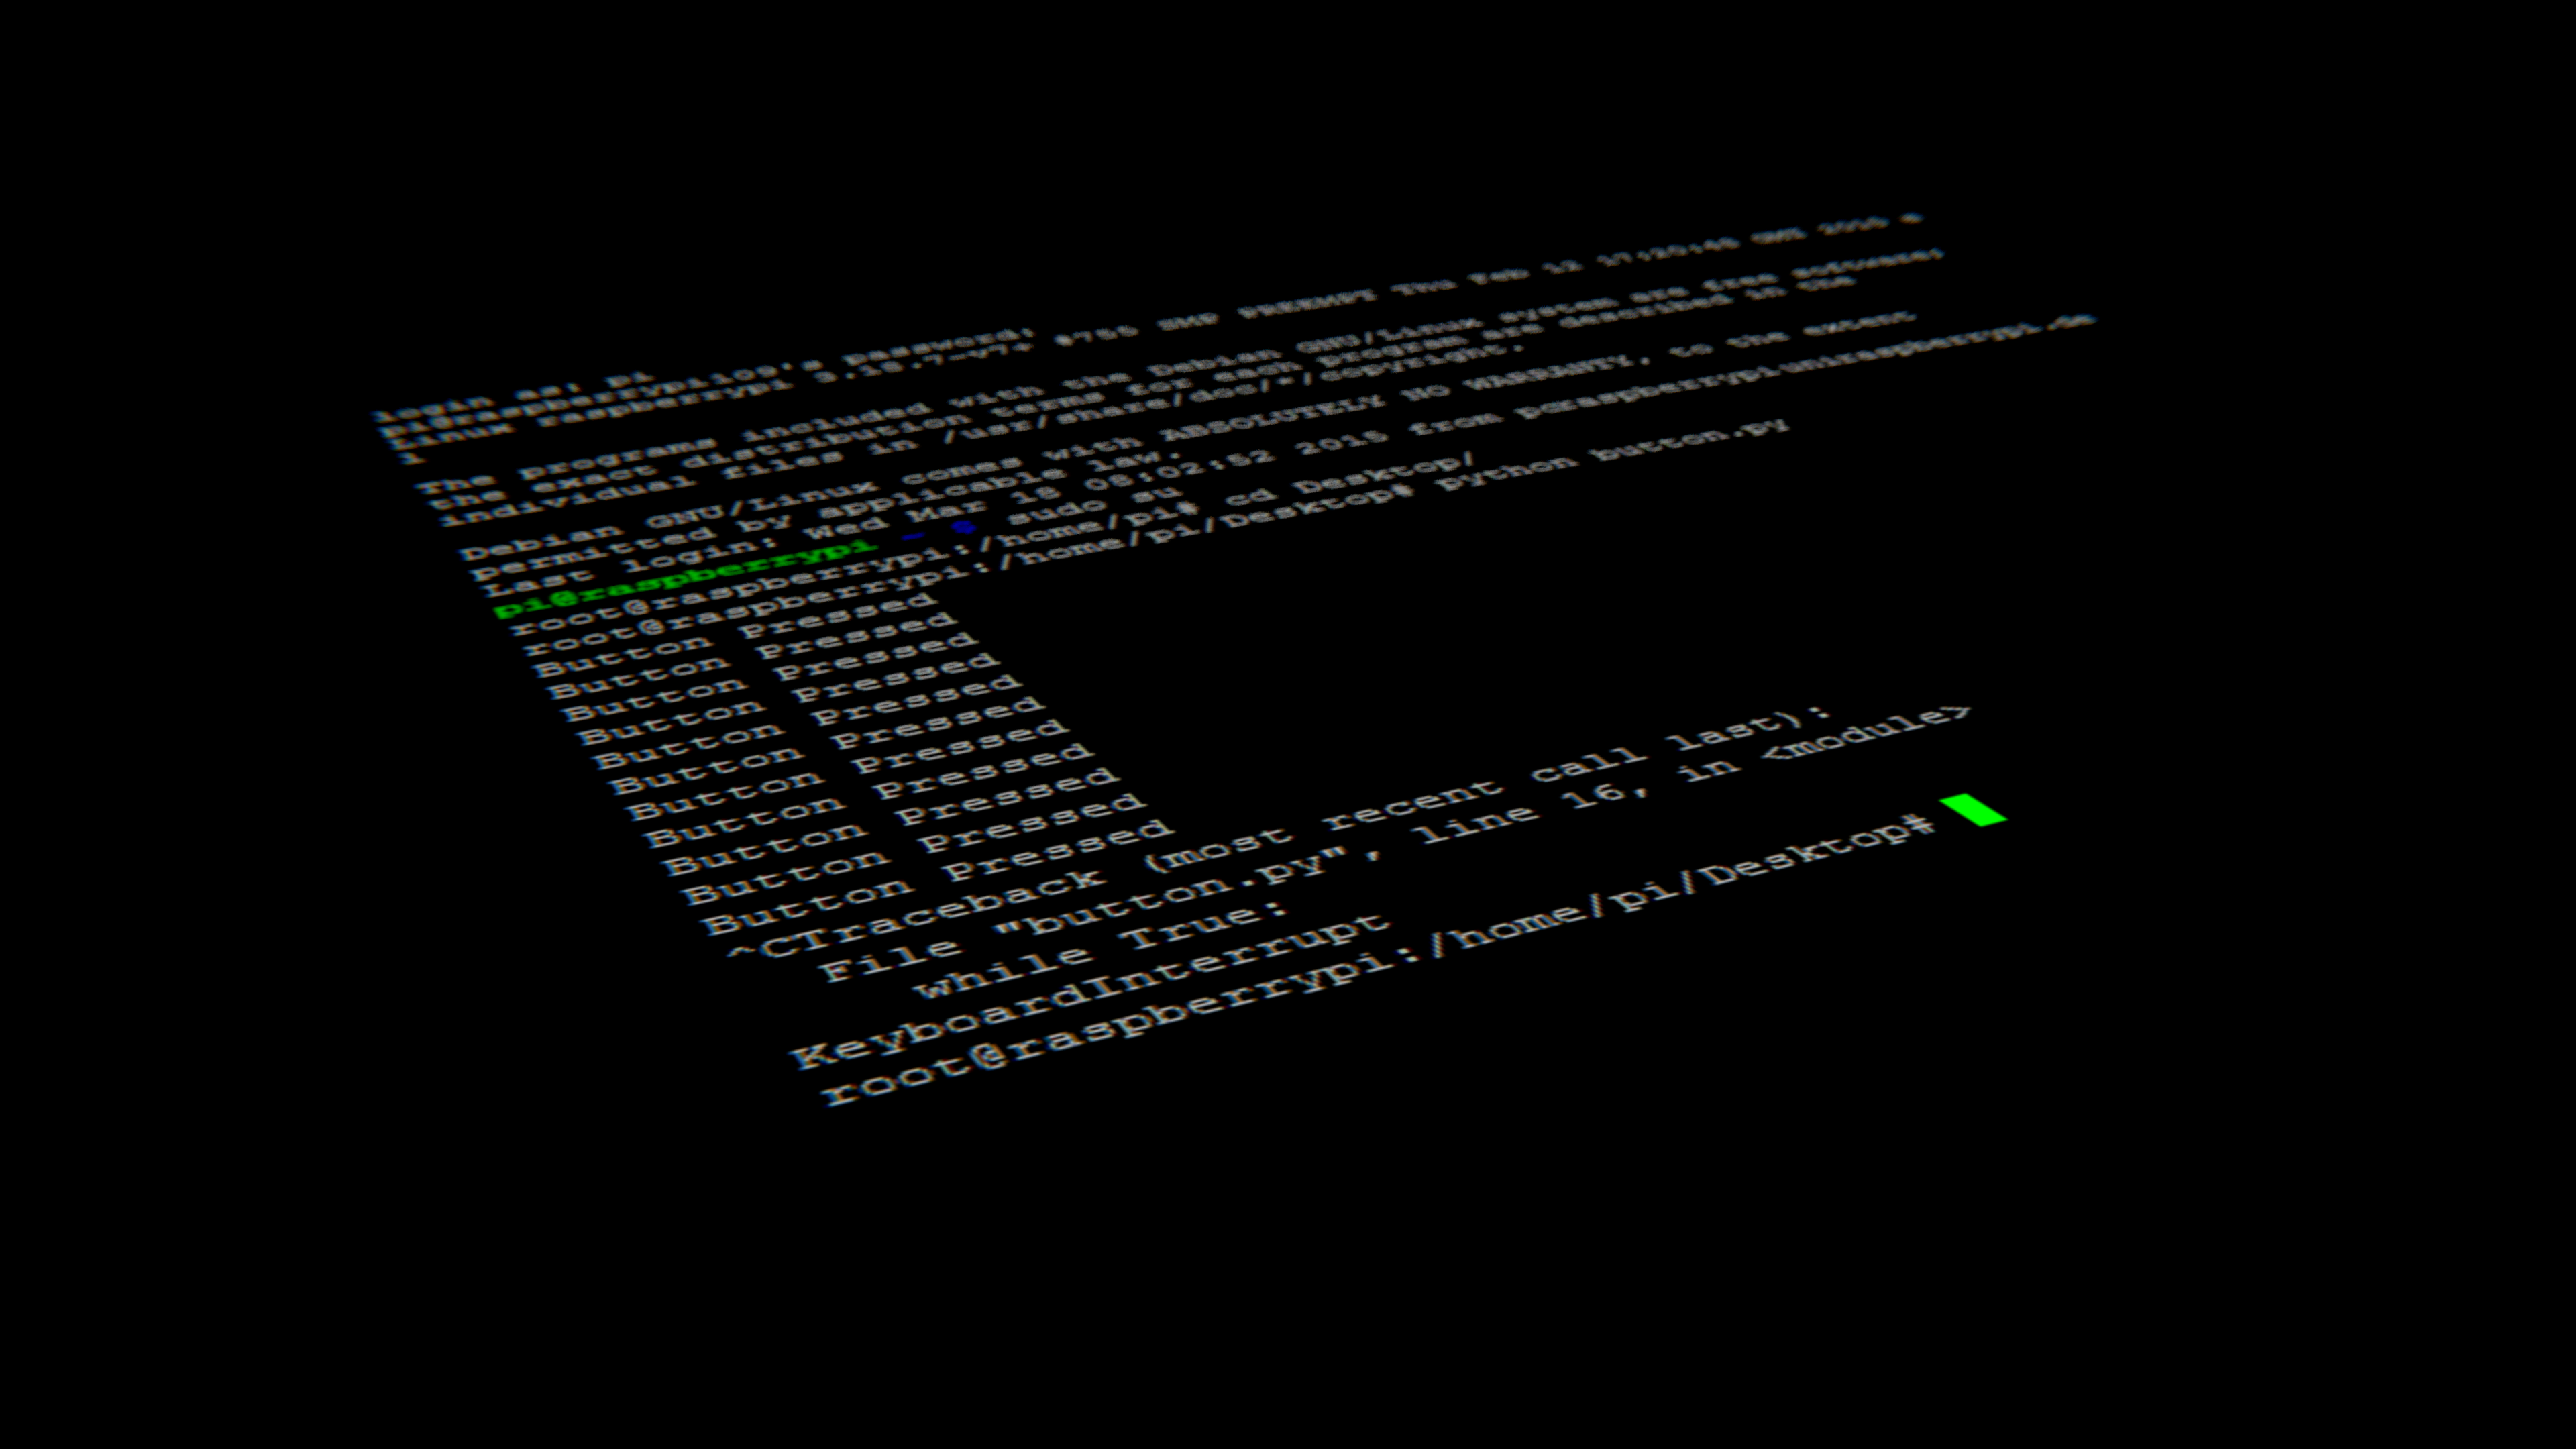 login as: pi
pi@raspberrypi109's password:
Linux raspberrypi 3.18.7-v7+ #755 SMP PREEMPT Thu Feb 12 17:20:48 GMT 2015
l
The programs included with the Debian GNU/Linux system are free software;
the exact distribution terms for each program are described in the
individual files in /usr/share/doc/*/copyright.
Debian GNU/Linux comes with ABSOLUTELY NO WARRANTY, to the extent
permitted by applicable law.
Last login: Wed Mar 18 08:02:52 2015 from
pi@raspberrypi ~ $ sudo su
root@raspberrypi:/home/pi# cd Desktop/
root@raspberrypi:/home/pi/Desktop# python button.py
Button Pressed
Button Pressed
Button Pressed
Button Pressed
Button Pressed
Button Pressed
Button Pressed
Button Pressed
Button Pressed
Button Pressed
Button Pressed
^CTraceback (most recent call last):
File "button.py", line 16, in <module>
while True:
KeyboardInterrupt
root@raspberrypi:/home/pi/Desktop#